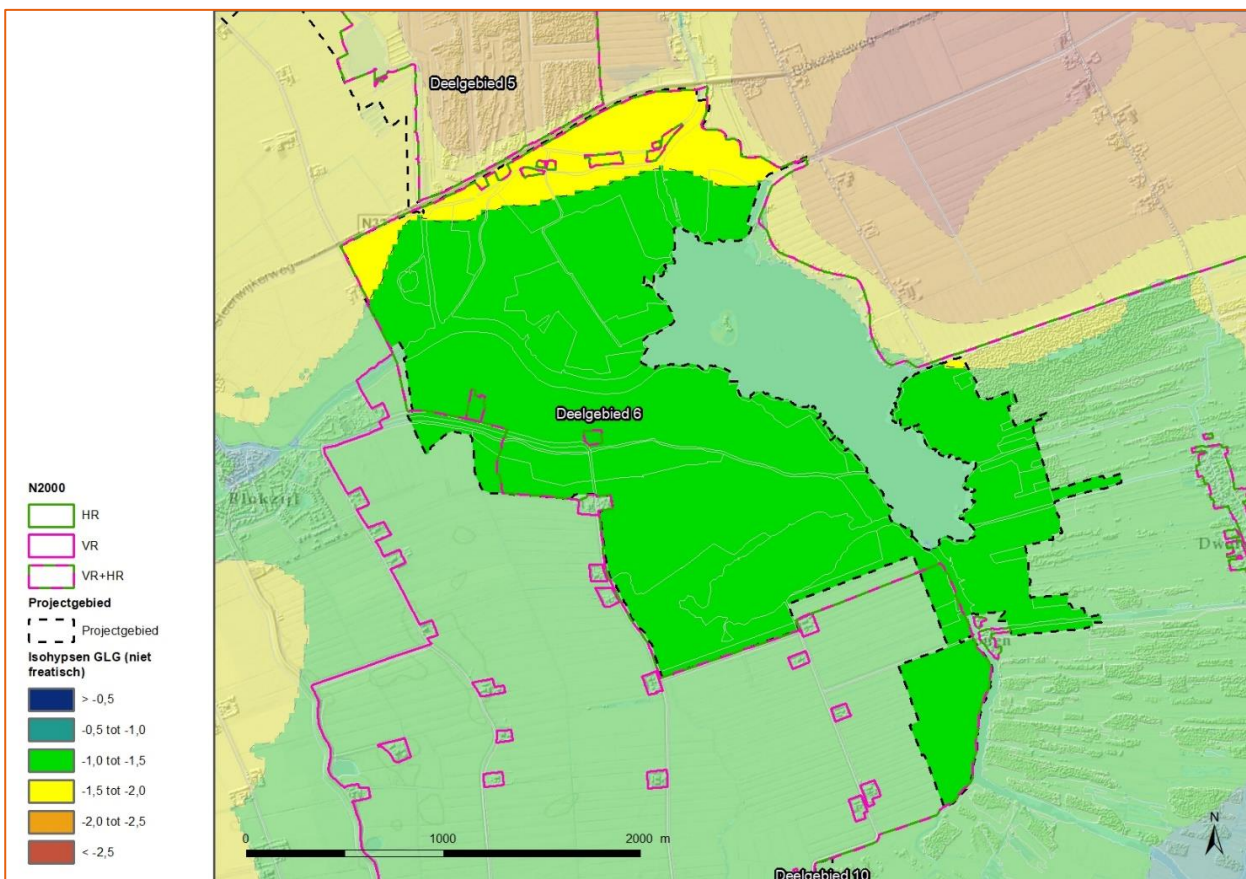 Deelgebied 5
Deelgebied 6
Blokzijl
Deelgebied 10
N2000
HR
VR
VR+HR
Projectgebied
Projectgebied
Isohypsen GLG (niet
freatisch)
> -0,5
-0,5 tot -1,0
-1,0 tot -1,5
-1,5 tot -2,0
-2,0 tot -2,5
< -2,5
0 1000 2000 m
N